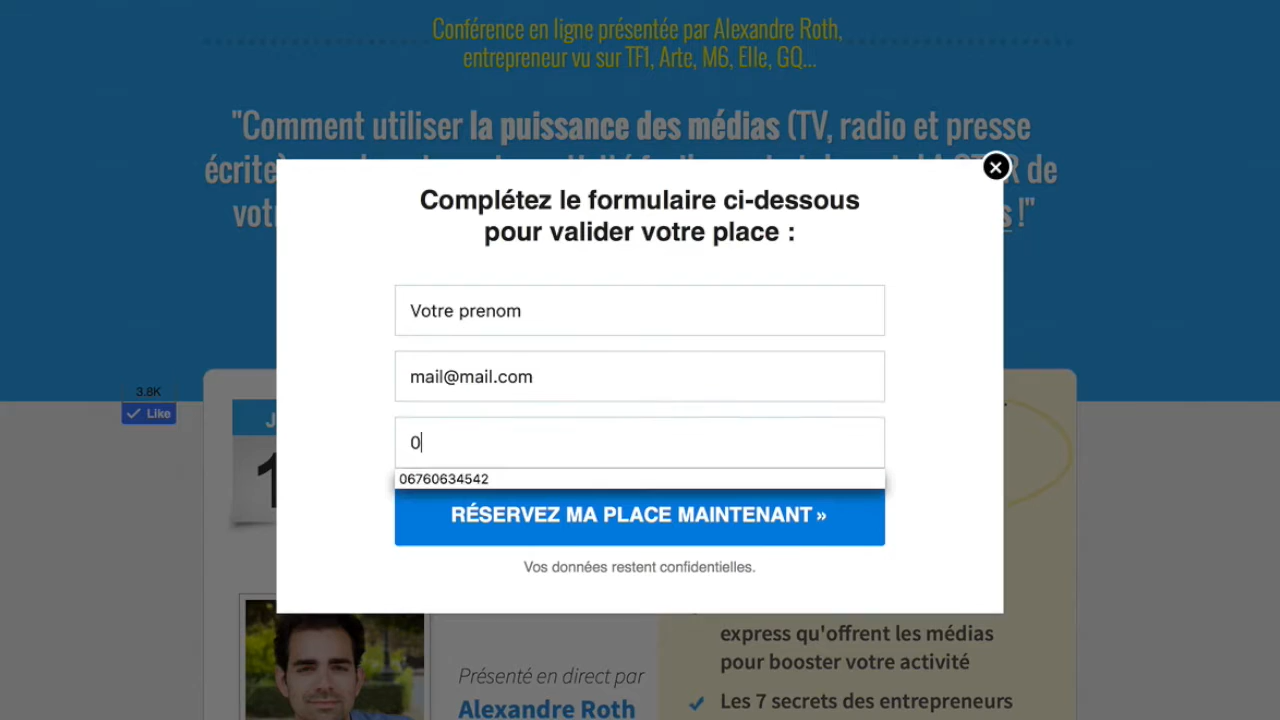 Conférence en ligne présentée par Alexandre Roth,
entrepreneur vu sur TF1, Arte, M6, Elle, GQ...
"Comment utiliser la puissance des médias (TV, radio et presse
écrite) de
!"
Complétez le formulaire ci-dessous
pour valider votre place :
Votre prenom
mail@mail.com
0
06760634542
RÉSERVEZ MA PLACE MAINTENANT »
Vos données restent confidentielles.
3.8K
Like
express qu'offrent les médias
pour booster votre activité
Présenté en direct par
Alexandre Roth
Les 7 secrets des entrepreneurs